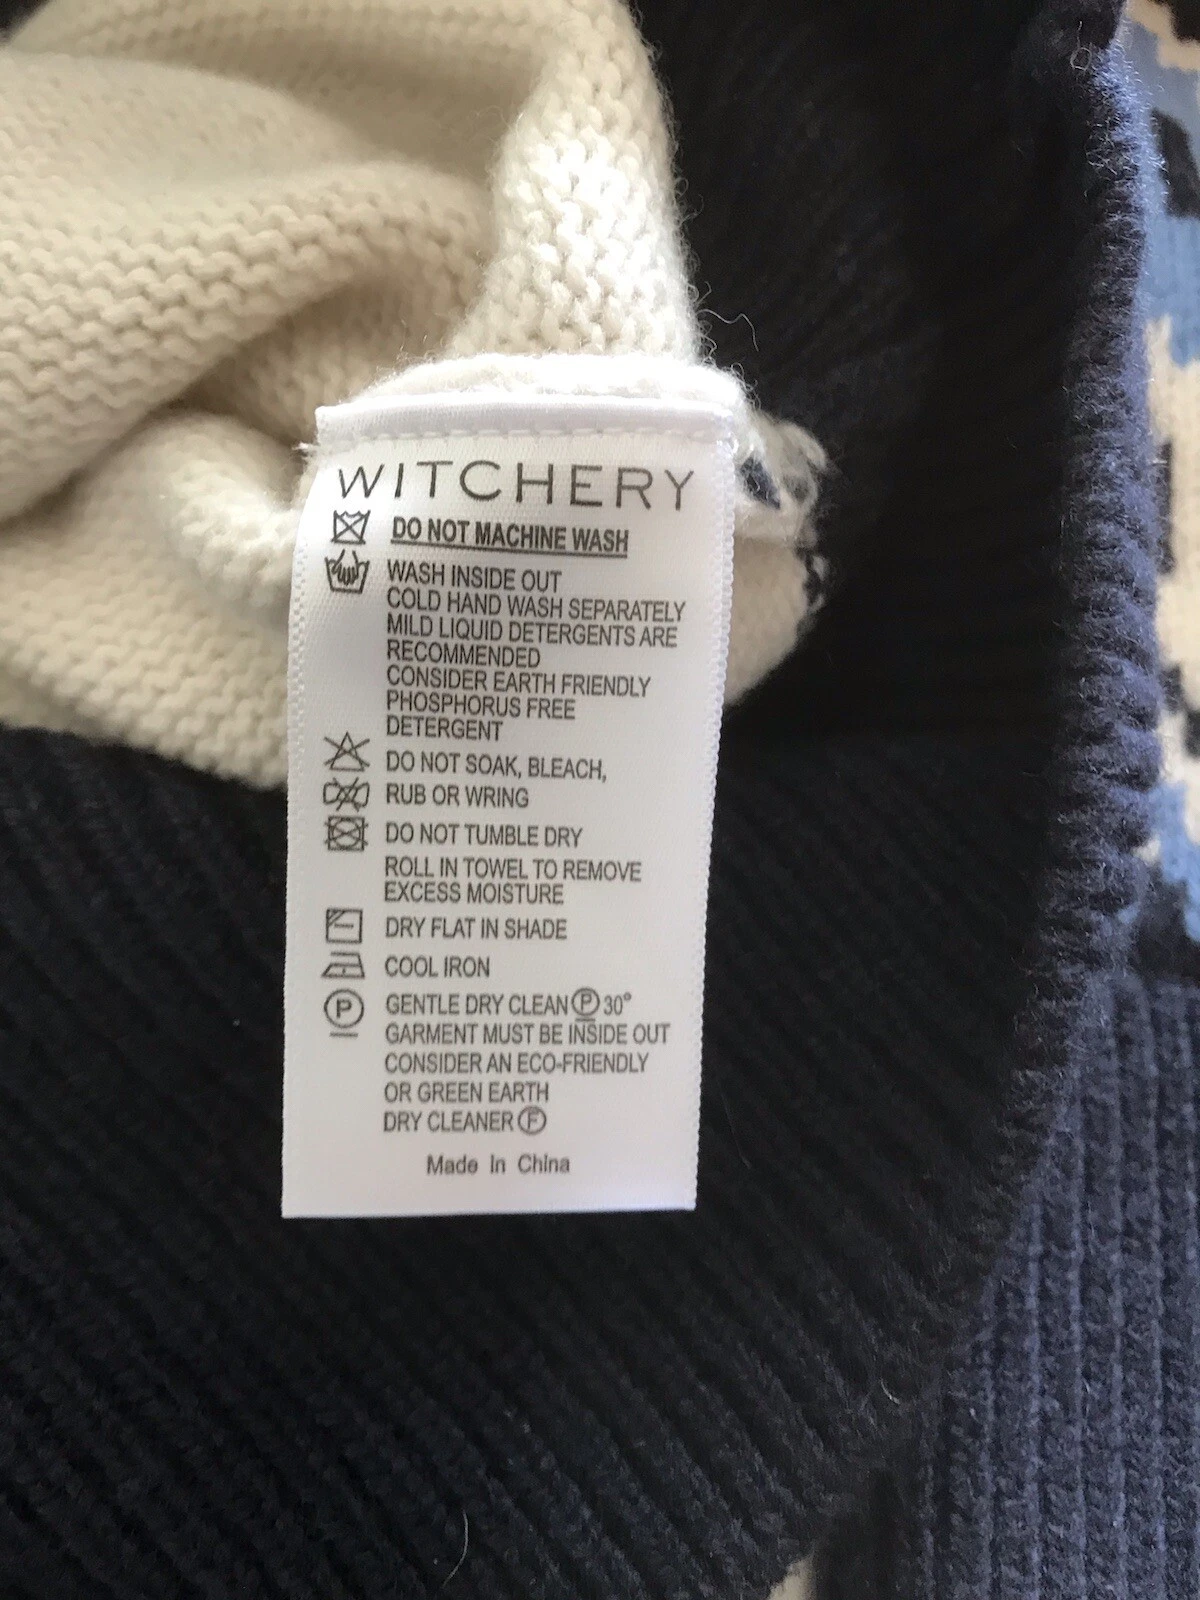 WITCHERY
DO NOT MACHINE WASH
WASH INSIDE OUT
COLD HAND WASH SEPARATELY
MILD LIQUID DETERGENTS ARE
RECOMMENDED
CONSIDER EARTH FRIENDLY
PHOSPHORUS FREE
DETERGENT
DO NOT SOAK, BLEACH,
RUB OR WRING
DO NOT TUMBLE DRY
ROLL IN TOWEL TO REMOVE
EXCESS MOISTURE
DRY FLAT IN SHADE
COOL IRON
P GENTLE DRY CLEAN P 30°
GARMENT MUST BE INSIDE OUT
CONSIDER AN ECO-FRIENDLY
OR GREEN EARTH
DRY CLEANER F
Made In China